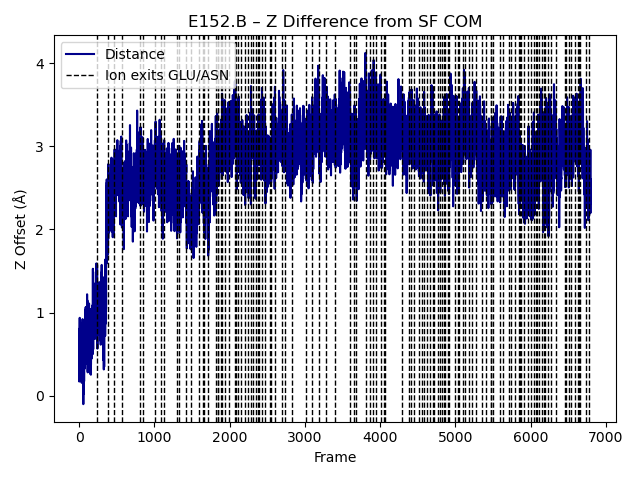 E152.B – Z Difference from SF COM
Distance
Ion exits GLU/ASN
Z Offset (Å)
4
3
2
1
0
0 1000 2000 3000 4000 5000 6000 7000
Frame